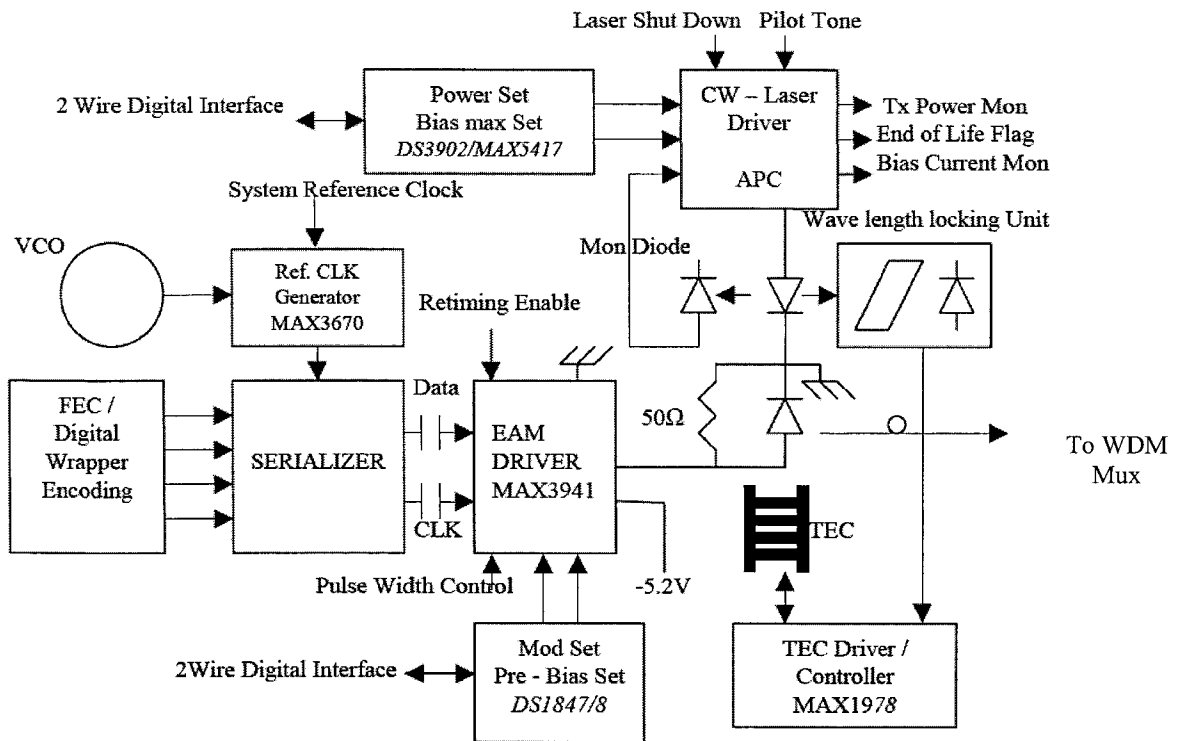 Laser Shut Down
Pilot Tone
2 Wire Digital Interface
Power Set
Bias max Set
DS3902/MAX5417
CW – Laser
Driver
APC
Tx Power Mon
End of Life Flag
Bias Current Mon
System Reference Clock
Wave length locking Unit
VCO
Mon Diode
Ref. CLK
Generator
MAX3670
Retiming Enable
FEC /
Digital
Wrapper
Encoding
SERIALIZER
Data
CLK
EAM
DRIVER
MAX3941
50Ω
To WDM
Mux
TEC
Pulse Width Control
-5.2V
2Wire Digital Interface
Mod Set
Pre - Bias Set
DS1847/8
TEC Driver /
Controller
MAX1978